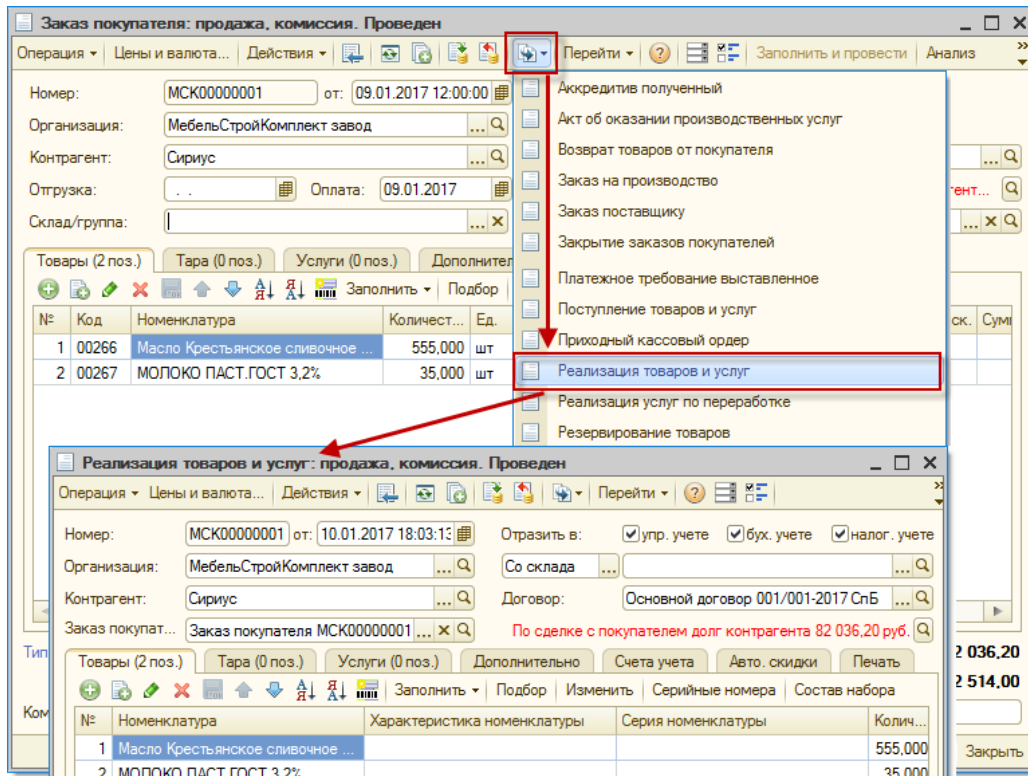 Заказ покупателя: продажа, комиссия. Проведен
Операция Цены и валюта... Действия Перейти Заполнить и провести Анализ
Номер: МСК00000001 от: 09.01.2017 12:00:00
Организация: МебельСтройКомплект завод
Контрагент: Сириус
Отгрузка: . . Оплата: 09.01.2017
Склад/группа:
Аккредитив полученный
Акт об оказании производственных услуг
Возврат товаров от покупателя
Заказ на производство
Заказ поставщику
Закрытие заказов покупателей
Платежное требование выставленное
Поступление товаров и услуг
Приходный кассовый ордер
Реализация товаров и услуг
Реализация услуг по переработке
Резервирование товаров
Товары (2 поз.) Тара (0 поз.) Услуги (0 поз.) Дополнител
Заполнить Подбор
№ Код Номенклатура Количест... Ед. ск. Сумм
1 00266 Масло Крестьянское сливочное ... 555,000 шт
2 00267 МОЛОКО ПАСТ.ГОСТ 3,2% 35,000 шт
Тип
2 036,20
2 514,00
Ком
Закрыть
Реализация товаров и услуг: продажа, комиссия. Проведен
Операция Цены и валюта... Действия Перейти
Номер: МСК00000001 от: 10.01.2017 18:03:13 Отразить в: упр. учете бух. учете налог. учете
Организация: МебельСтройКомплект завод Со склада
Контрагент: Сириус Договор: Основной договор 001/001-2017 СпБ
Заказ покупат... Заказ покупателя МСК00000001 По сделке с покупателем долг контрагента 82 036,20 руб.
Товары (2 поз.) Тара (0 поз.) Услуги (0 поз.) Дополнительно Счета учета Авто. скидки Печать
Заполнить Подбор Изменить Серийные номера Состав набора
№ Номенклатура Характеристика номенклатуры Серия номенклатуры Колич...
1 Масло Крестьянское сливочное ... 555,000
2 МОЛОКО ПАСТ.ГОСТ 3,2% 35,000